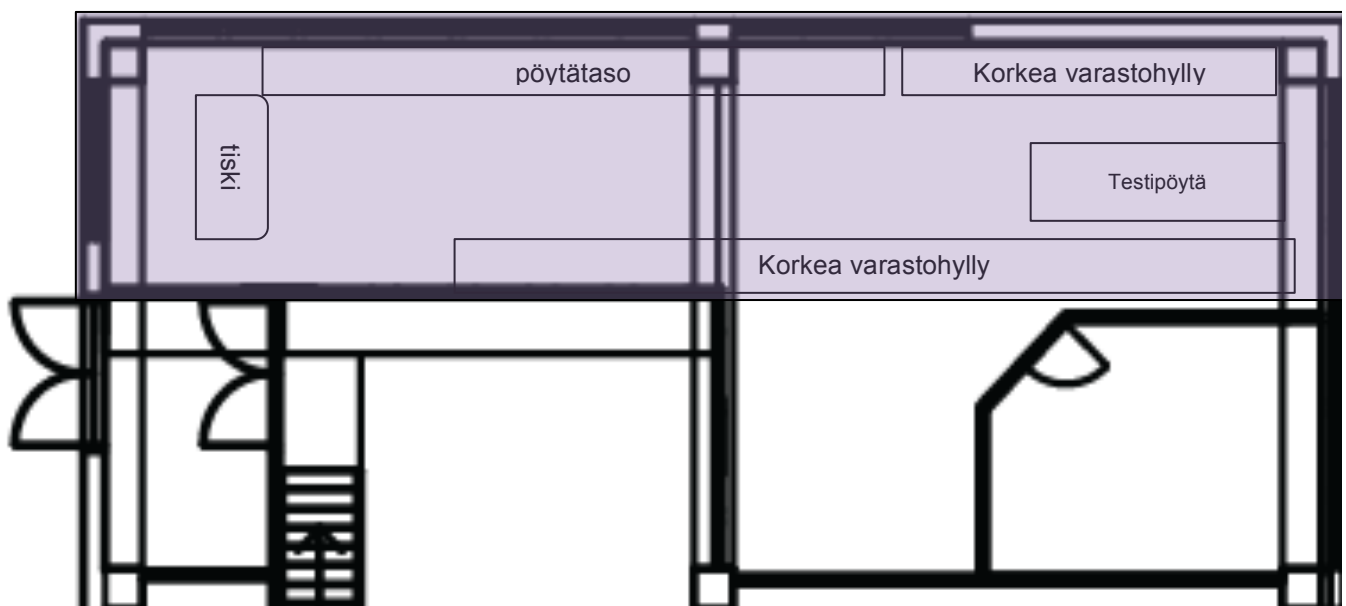 pöytätaso
Korkea varastohylly
tiski
Testipöytä
Korkea varastohylly